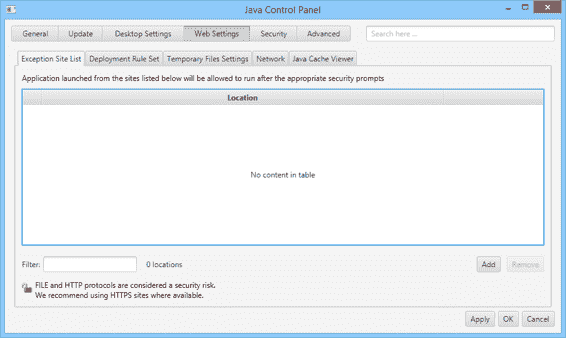 Java Control Panel
General Update Desktop Settings Web Settings Security Advanced Search here ...
Exception Site List Deployment Rule Set Temporary Files Settings Network Java Cache Viewer
Application launched from the sites listed below will be allowed to run after the appropriate security prompts
Location
No content in table
Filter: 0 locations Add Remove
FILE and HTTP protocols are considered a security risk.
We recommend using HTTPS sites where available.
Apply OK Cancel